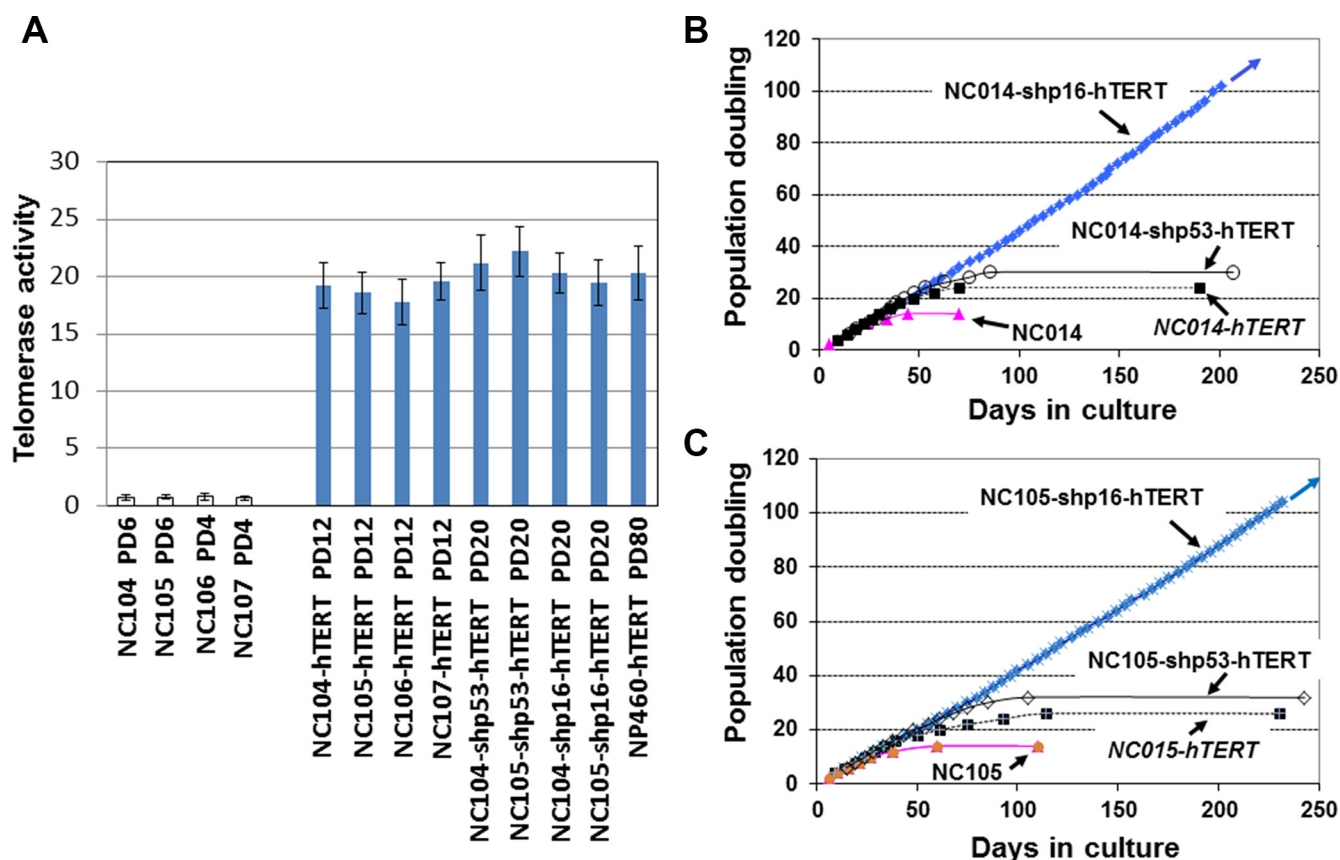 A
Telomerase activity
30
25
20
15
10
5
0
NC104 PD6
NC105 PD6
NC106 PD4
NC107 PD4
NC104-hTERT PD12
NC105-hTERT PD12
NC106-hTERT PD12
NC107-hTERT PD12
NC104-shp53-hTERT PD20
NC105-shp53-hTERT PD20
NC104-shp16-hTERT PD20
NC105-shp16-hTERT PD20
NP460-hTERT PD80
B
Population doubling
120
100
80
60
40
20
0
NC014-shp16-hTERT
NC014-shp53-hTERT
NC014-hTERT
NC014
0 50 100 150 200 250
Days in culture
C
Population doubling
120
100
80
60
40
20
0
NC105-shp16-hTERT
NC105-shp53-hTERT
NC015-hTERT
NC105
0 50 100 150 200 250
Days in culture